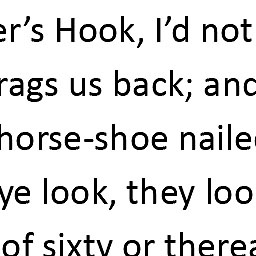 er’s Hook, I’d not
rags us back; and
horse-shoe nailed
ye look, they loo
of sixty or therea